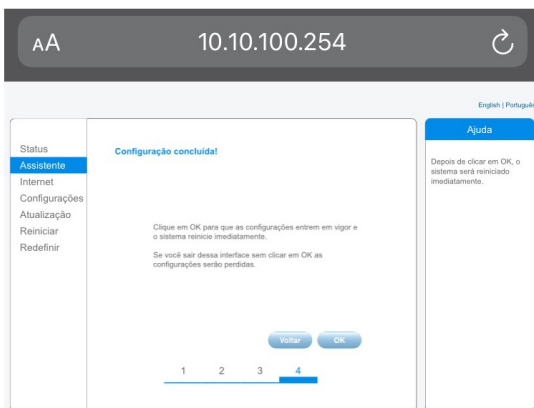 AA
10.10.100.254
English | Português
Ajuda
Depois de clicar em OK, o
sistema será reiniciado
imediatamente.
Status
Assistente
Internet
Configurações
Atualização
Reiniciar
Redefinir
Configuração concluída!
Clique em OK para que as configurações entrem em vigor e
o sistema reinicie imediatamente.
Se você sair dessa interface sem clicar em OK as
configurações serão perdidas.
Voltar OK
1 2 3 4